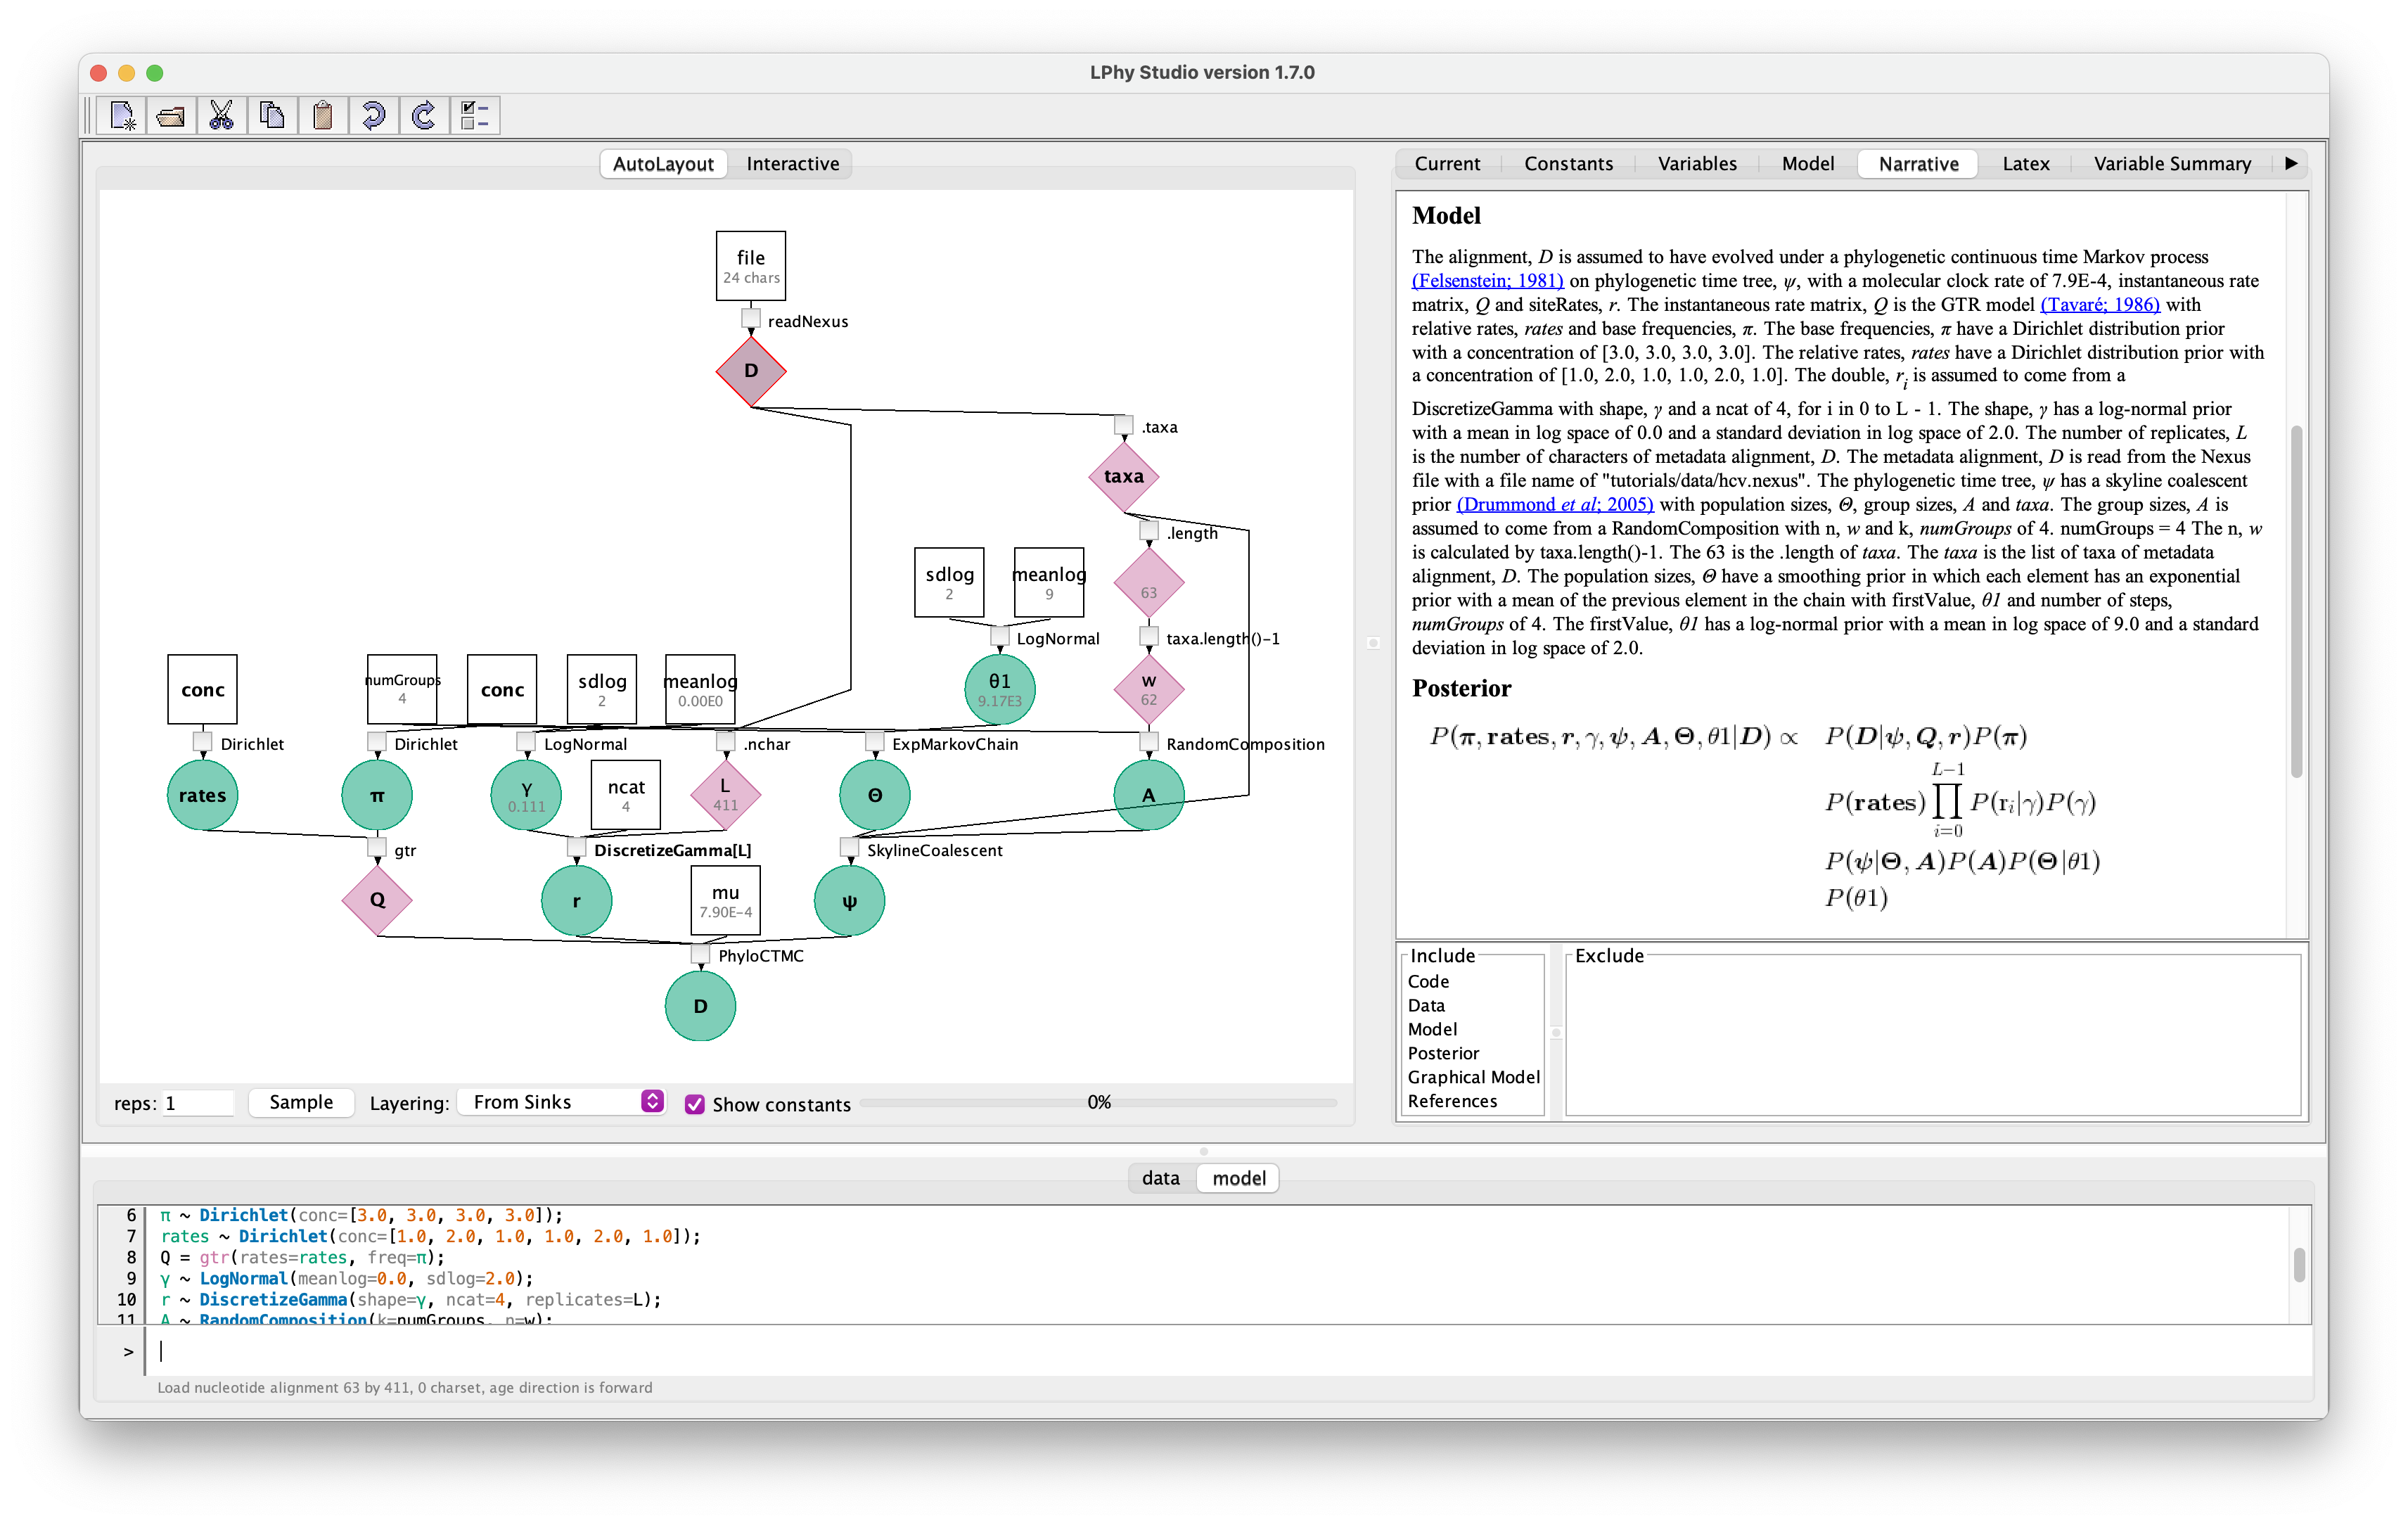 LPhy Studio version 1.7.0
AutoLayout Interactive
file
24 chars
readNexus
D
.taxa
taxa
.length
sdlog
2
meanlog
9
63
LogNormal
taxa.length()-1
θ1
9.17E3
w
62
conc
numGroups
4
conc
sdlog
2
meanlog
0.00E0
Dirichlet
Dirichlet
LogNormal
.nchar
ExpMarkovChain
RandomComposition
rates
π
γ
0.111
ncat
4
L
411
Θ
A
gtr
DiscretizeGamma[L]
SkylineCoalescent
Q
r
mu
7.90E−4
ψ
PhyloCTMC
D
reps: 1 Sample Layering: From Sinks Show constants 0%
Current Constants Variables Model Narrative Latex Variable Summary
Model
The alignment, D is assumed to have evolved under a phylogenetic continuous time Markov process
(Felsenstein; 1981) on phylogenetic time tree, ψ, with a molecular clock rate of 7.9E-4, instantaneous rate
matrix, Q and siteRates, r. The instantaneous rate matrix, Q is the GTR model (Tavaré; 1986) with
relative rates, rates and base frequencies, π. The base frequencies, π have a Dirichlet distribution prior
with a concentration of [3.0, 3.0, 3.0, 3.0]. The relative rates, rates have a Dirichlet distribution prior with
a concentration of [1.0, 2.0, 1.0, 1.0, 2.0, 1.0]. The double, r_i is assumed to come from a
DiscretizeGamma with shape, γ and a ncat of 4, for i in 0 to L - 1. The shape, γ has a log-normal prior
with a mean in log space of 0.0 and a standard deviation in log space of 2.0. The number of replicates, L
is the number of characters of metadata alignment, D. The metadata alignment, D is read from the Nexus
file with a file name of "tutorials/data/hcv.nexus". The phylogenetic time tree, ψ has a skyline coalescent
prior (Drummond et al; 2005) with population sizes, Θ, group sizes, A and taxa. The group sizes, A is
assumed to come from a RandomComposition with n, w and k, numGroups of 4. numGroups = 4 The n, w
is calculated by taxa.length()-1. The 63 is the .length of taxa. The taxa is the list of taxa of metadata
alignment, D. The population sizes, Θ have a smoothing prior in which each element has an exponential
prior with a mean of the previous element in the chain with firstValue, θ1 and number of steps,
numGroups of 4. The firstValue, θ1 has a log-normal prior with a mean in log space of 9.0 and a standard
deviation in log space of 2.0.
Posterior
P(π, rates, r, γ, ψ, A, Θ, θ1|D) ∝ P(D|ψ, Q, r)P(π)
P(rates) ∏_{i=0}^{L−1} P(r_i|γ)P(γ)
P(ψ|Θ, A)P(A)P(Θ|θ1)
P(θ1)
Include
Code
Data
Model
Posterior
Graphical Model
References
Exclude
data model
6 π ~ Dirichlet(conc=[3.0, 3.0, 3.0, 3.0]);
7 rates ~ Dirichlet(conc=[1.0, 2.0, 1.0, 1.0, 2.0, 1.0]);
8 Q = gtr(rates=rates, freq=π);
9 γ ~ LogNormal(meanlog=0.0, sdlog=2.0);
10 r ~ DiscretizeGamma(shape=γ, ncat=4, replicates=L);
11 A ~ RandomComposition(k=numGroups, n=w);
>
Load nucleotide alignment 63 by 411, 0 charset, age direction is forward